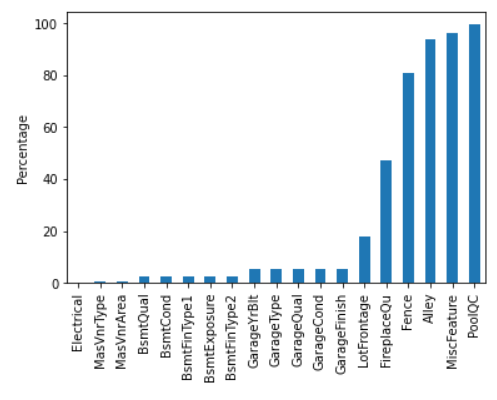 100
80
60
40
20
0
Percentage
Electrical
MasVnrType
MasVnrArea
BsmtQual
BsmtCond
BsmtFinType1
BsmtExposure
BsmtFinType2
GarageYrBlt
GarageType
GarageQual
GarageCond
GarageFinish
LotFrontage
FireplaceQu
Fence
Alley
MiscFeature
PoolQC